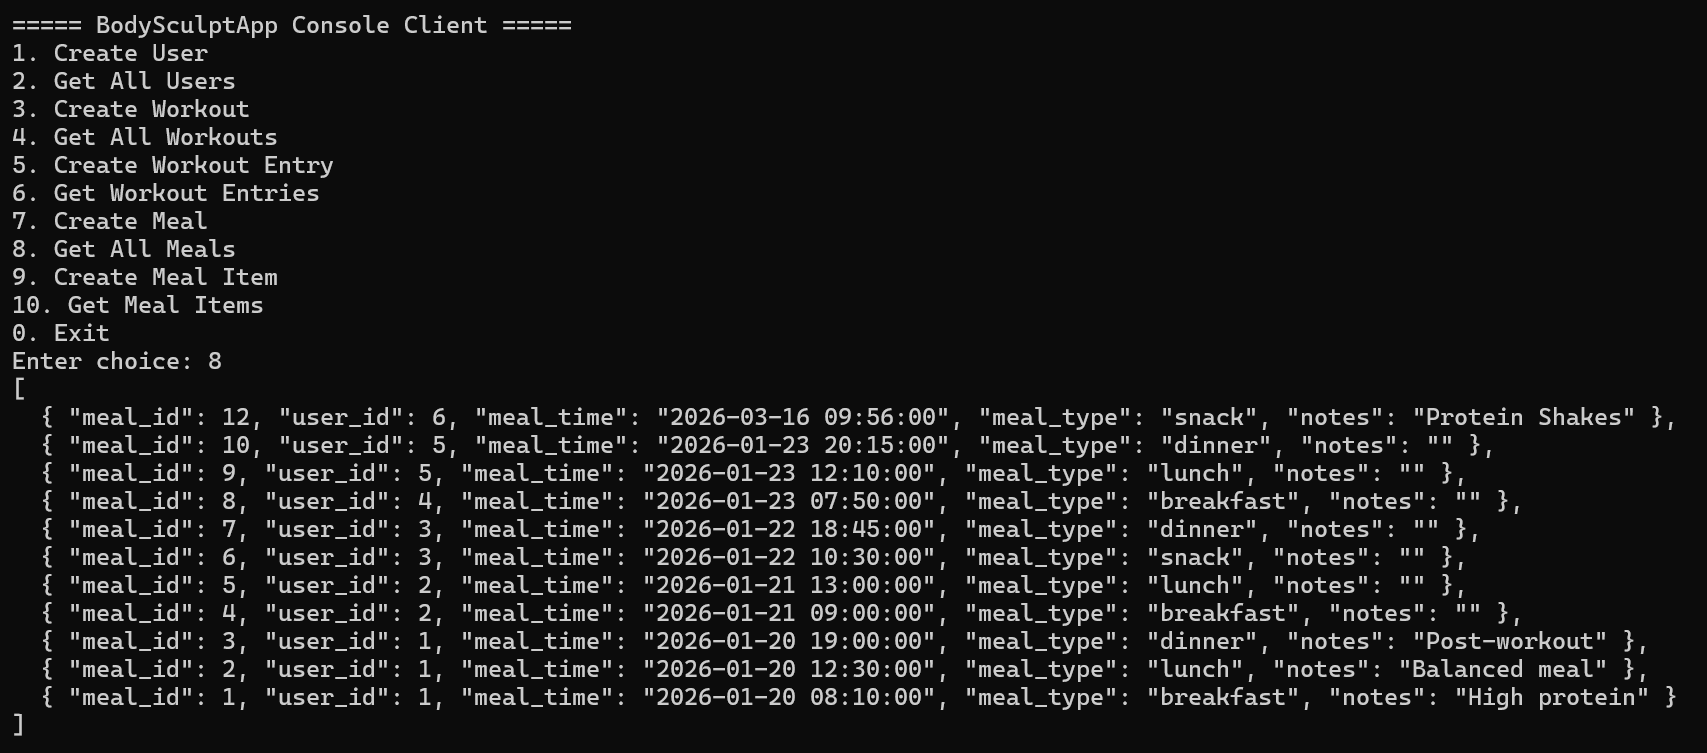 ===== BodySculptApp Console Client =====
1. Create User
2. Get All Users
3. Create Workout
4. Get All Workouts
5. Create Workout Entry
6. Get Workout Entries
7. Create Meal
8. Get All Meals
9. Create Meal Item
10. Get Meal Items
0. Exit
Enter choice: 8
[
  { "meal_id": 12, "user_id": 6, "meal_time": "2026-03-16 09:56:00", "meal_type": "snack", "notes": "Protein Shakes" },
  { "meal_id": 10, "user_id": 5, "meal_time": "2026-01-23 20:15:00", "meal_type": "dinner", "notes": "" },
  { "meal_id": 9, "user_id": 5, "meal_time": "2026-01-23 12:10:00", "meal_type": "lunch", "notes": "" },
  { "meal_id": 8, "user_id": 4, "meal_time": "2026-01-23 07:50:00", "meal_type": "breakfast", "notes": "" },
  { "meal_id": 7, "user_id": 3, "meal_time": "2026-01-22 18:45:00", "meal_type": "dinner", "notes": "" },
  { "meal_id": 6, "user_id": 3, "meal_time": "2026-01-22 10:30:00", "meal_type": "snack", "notes": "" },
  { "meal_id": 5, "user_id": 2, "meal_time": "2026-01-21 13:00:00", "meal_type": "lunch", "notes": "" },
  { "meal_id": 4, "user_id": 2, "meal_time": "2026-01-21 09:00:00", "meal_type": "breakfast", "notes": "" },
  { "meal_id": 3, "user_id": 1, "meal_time": "2026-01-20 19:00:00", "meal_type": "dinner", "notes": "Post-workout" },
  { "meal_id": 2, "user_id": 1, "meal_time": "2026-01-20 12:30:00", "meal_type": "lunch", "notes": "Balanced meal" },
  { "meal_id": 1, "user_id": 1, "meal_time": "2026-01-20 08:10:00", "meal_type": "breakfast", "notes": "High protein" }
]